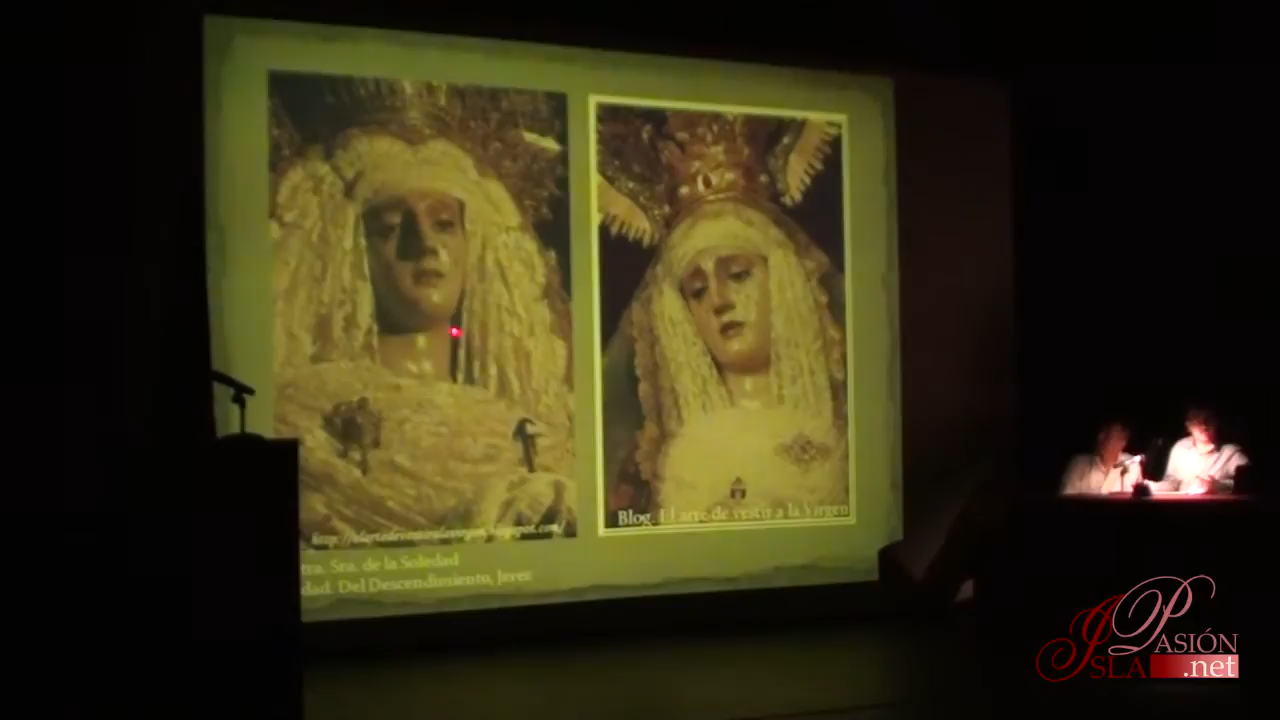 Blog. El arte de vestir a la Virgen
tra. Sra. de la Soledad
dad. Del Descendimiento, Jerez
PASIÓN
ISLA .net